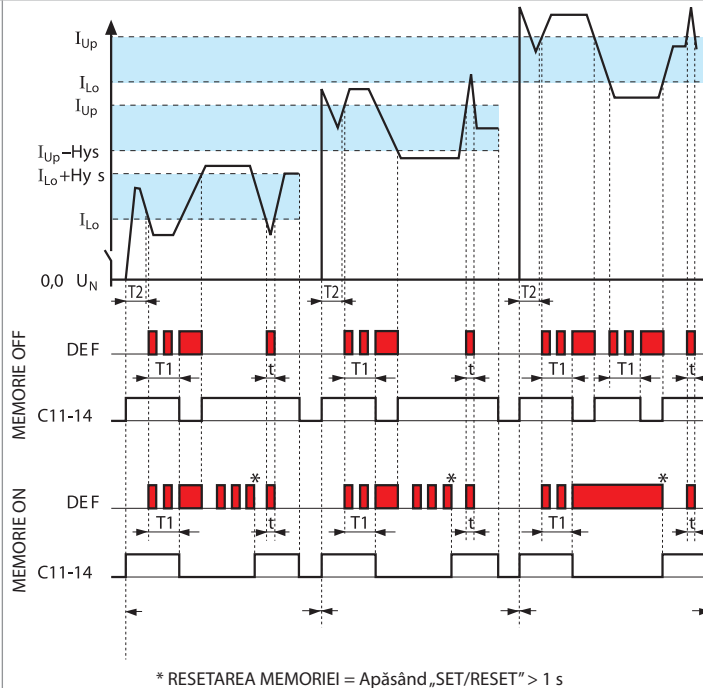 I_Up
I_Lo
I_Up
I_Up–Hys
I_Lo+Hy s
I_Lo
0,0 U_N
T2 T2 T2
MEMORIE OFF
DEF
T1 t T1 t T1 T1 t
C11-14
MEMORIE ON
* * *
DEF
T1 t T1 t T1 t
C11-14
* RESETAREA MEMORIEI = Apăsând „SET/RESET” > 1 s